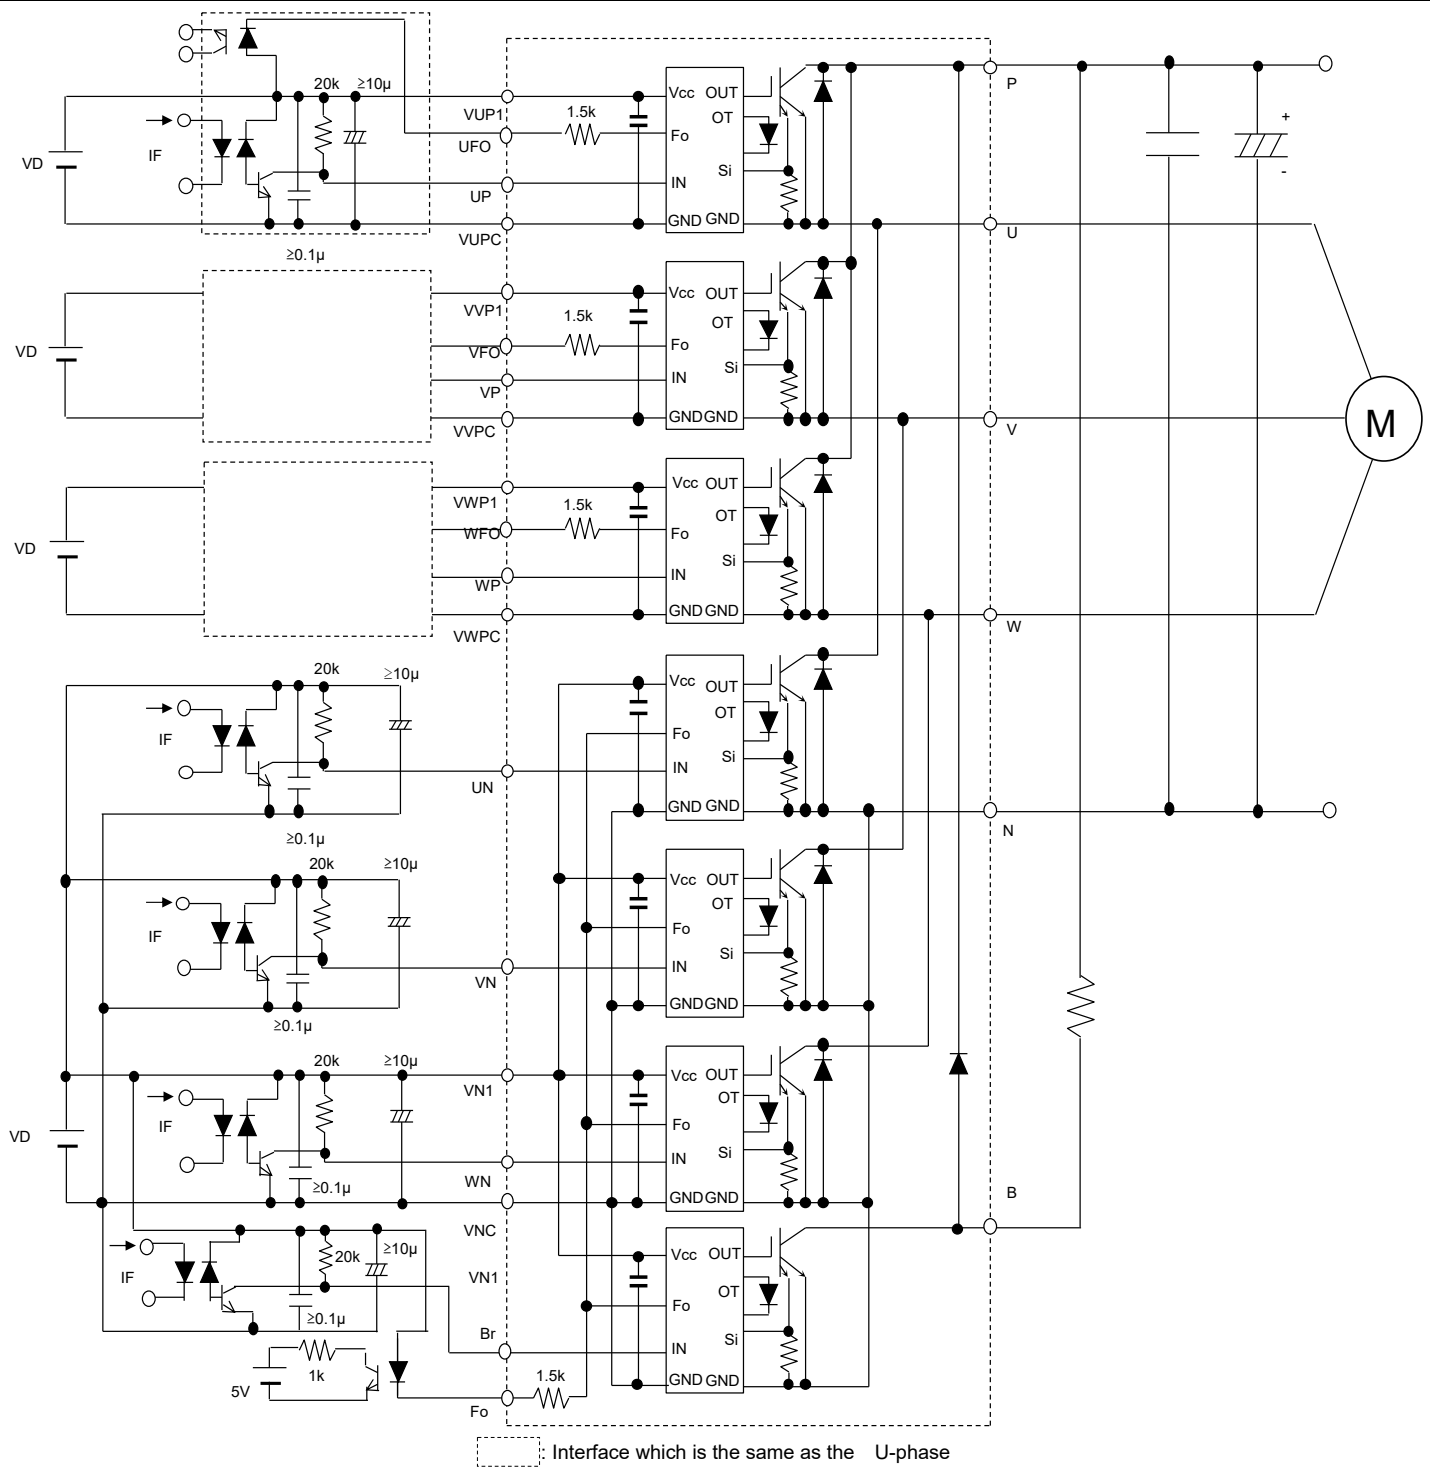 20k ≥10μ
VD
IF
≥0.1μ
VUP1
UFO
UP
VUPC
1.5k
Vcc OUT
OT
Fo
Si
IN
GND GND
P
U
+
-
VD
VVP1
VFO
VP
VVPC
1.5k
Vcc OUT
OT
Fo
Si
IN
GND GND
V
M
VD
VWP1
WFO
WP
VWPC
1.5k
Vcc OUT
OT
Fo
Si
IN
GND GND
W
20k ≥10μ
IF
UN
≥0.1μ
Vcc OUT
OT
Fo
Si
IN
GND GND
N
20k ≥10μ
IF
VN
≥0.1μ
Vcc OUT
OT
Fo
Si
IN
GND GND
20k ≥10μ
VD
IF
≥0.1μ
VN1
WN
VNC
Vcc OUT
OT
Fo
Si
IN
GND GND
B
IF
20k ≥10μ
≥0.1μ
VN1
Br
Vcc OUT
OT
Fo
Si
IN
GND GND
1k
5V
1.5k
Fo
: Interface which is the same as the U-phase